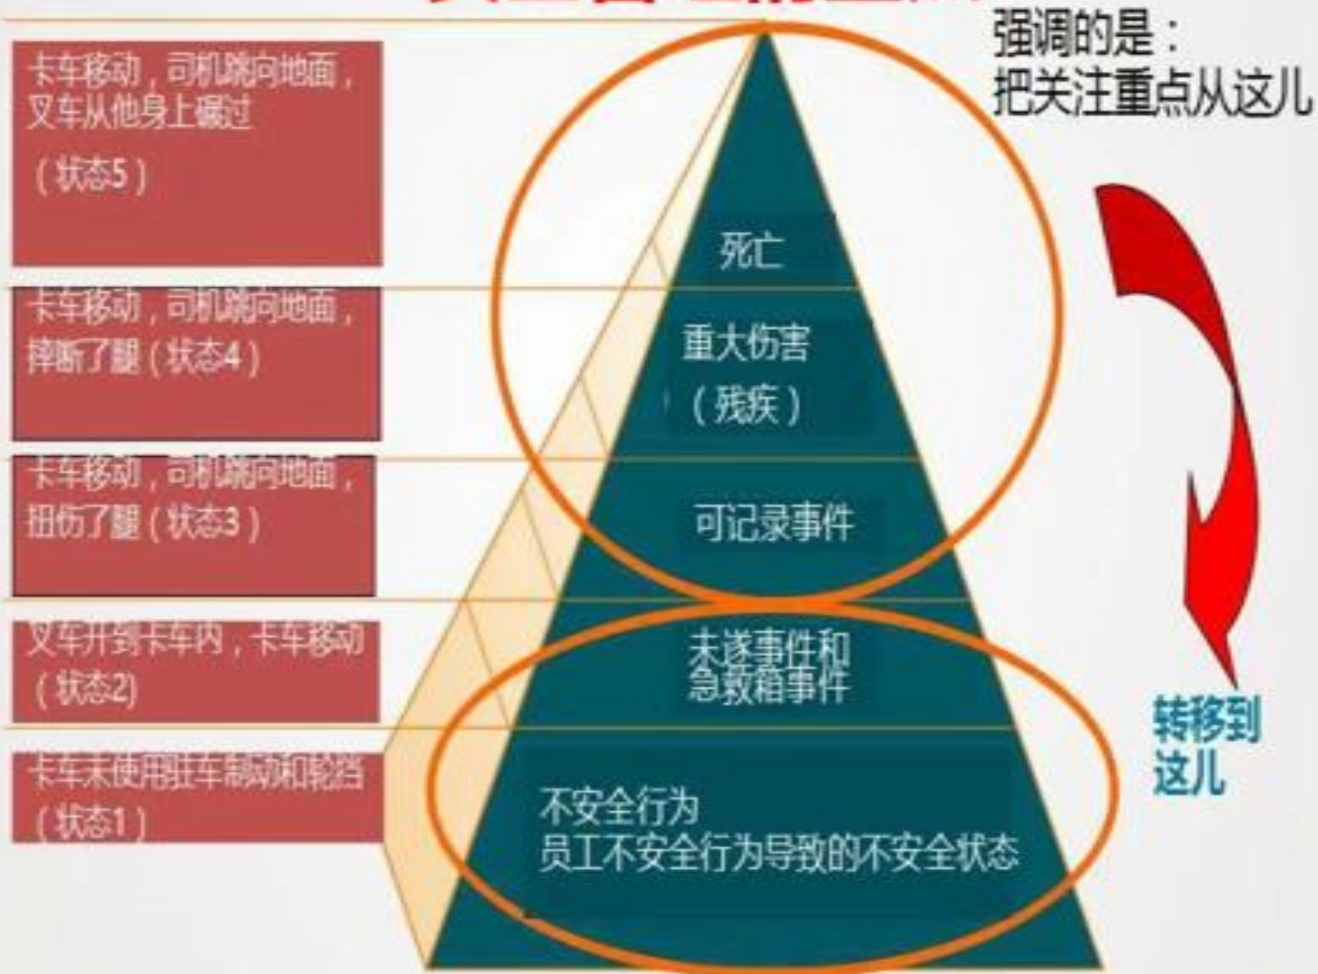 强调的是：
把关注重点从这儿
卡车移动，司机跳向地面，
叉车从他身上碾过
（状态5）
死亡
卡车移动，司机跳向地面，
摔断了腿（状态4）
重大伤害
（残疾）
卡车移动，司机跳向地面，
扭伤了腿（状态3）
可记录事件
叉车开到卡车内，卡车移动
（状态2)
未遂事件和
急救箱事件
转移到
这儿
卡车未使用驻车制动和轮挡
（状态1）
不安全行为
员工不安全行为导致的不安全状态